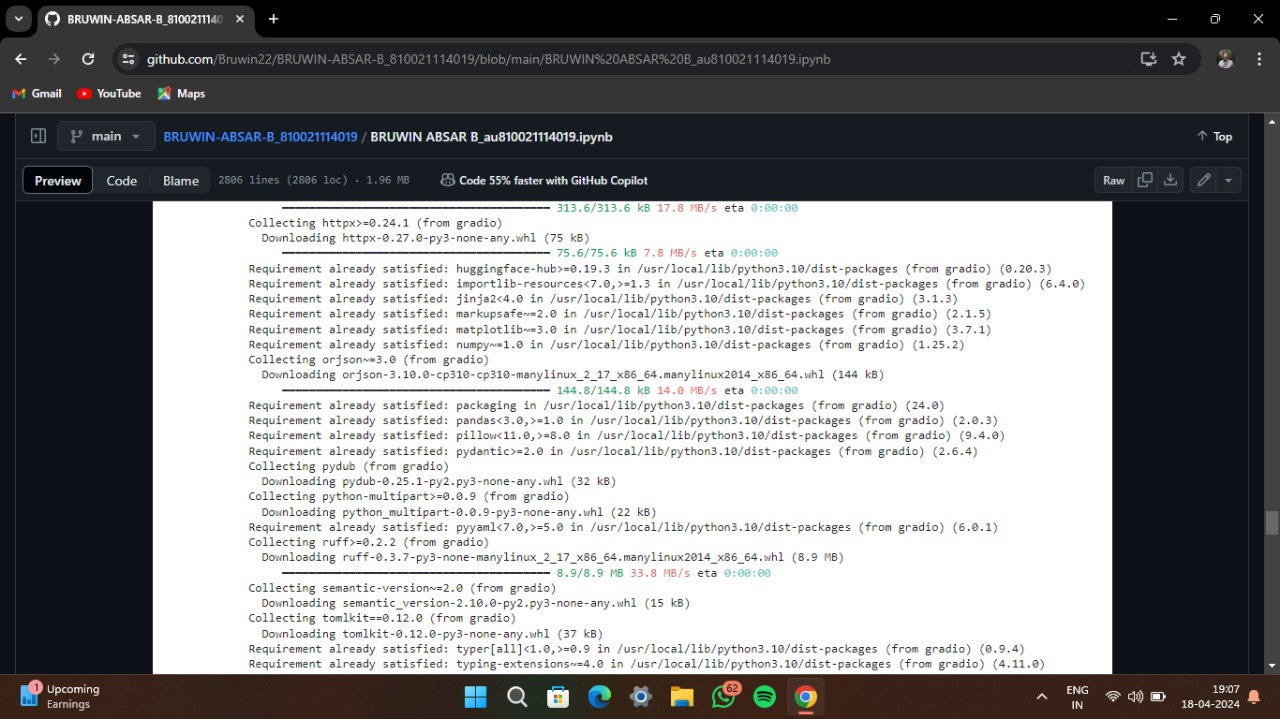 BRUWIN-ABSAR-B_8100211140
github.com/Bruwin22/BRUWIN-ABSAR-B_810021114019/blob/main/BRUWIN%20ABSAR%20B_au810021114019.ipynb
Gmail YouTube Maps
main BRUWIN-ABSAR-B_810021114019 / BRUWIN ABSAR B_au810021114019.ipynb Top
Preview Code Blame 2806 lines (2806 loc) · 1.96 MB Code 55% faster with GitHub Copilot Raw
313.6/313.6 kB 17.8 MB/s eta 0:00:00
Collecting httpx>=0.24.1 (from gradio)
Downloading httpx-0.27.0-py3-none-any.whl (75 kB)
75.6/75.6 kB 7.8 MB/s eta 0:00:00
Requirement already satisfied: huggingface-hub>=0.19.3 in /usr/local/lib/python3.10/dist-packages (from gradio) (0.20.3)
Requirement already satisfied: importlib-resources<7.0,>=1.3 in /usr/local/lib/python3.10/dist-packages (from gradio) (6.4.0)
Requirement already satisfied: jinja2<4.0 in /usr/local/lib/python3.10/dist-packages (from gradio) (3.1.3)
Requirement already satisfied: markupsafe~=2.0 in /usr/local/lib/python3.10/dist-packages (from gradio) (2.1.5)
Requirement already satisfied: matplotlib~=3.0 in /usr/local/lib/python3.10/dist-packages (from gradio) (3.7.1)
Requirement already satisfied: numpy~=1.0 in /usr/local/lib/python3.10/dist-packages (from gradio) (1.25.2)
Collecting orjson~=3.0 (from gradio)
Downloading orjson-3.10.0-cp310-cp310-manylinux_2_17_x86_64.manylinux2014_x86_64.whl (144 kB)
144.8/144.8 kB 14.0 MB/s eta 0:00:00
Requirement already satisfied: packaging in /usr/local/lib/python3.10/dist-packages (from gradio) (24.0)
Requirement already satisfied: pandas<3.0,>=1.0 in /usr/local/lib/python3.10/dist-packages (from gradio) (2.0.3)
Requirement already satisfied: pillow<11.0,>=8.0 in /usr/local/lib/python3.10/dist-packages (from gradio) (9.4.0)
Requirement already satisfied: pydantic>=2.0 in /usr/local/lib/python3.10/dist-packages (from gradio) (2.6.4)
Collecting pydub (from gradio)
Downloading pydub-0.25.1-py2.py3-none-any.whl (32 kB)
Collecting python-multipart>=0.0.9 (from gradio)
Downloading python_multipart-0.0.9-py3-none-any.whl (22 kB)
Requirement already satisfied: pyyaml<7.0,>=5.0 in /usr/local/lib/python3.10/dist-packages (from gradio) (6.0.1)
Collecting ruff>=0.2.2 (from gradio)
Downloading ruff-0.3.7-py3-none-manylinux_2_17_x86_64.manylinux2014_x86_64.whl (8.9 MB)
8.9/8.9 MB 33.8 MB/s eta 0:00:00
Collecting semantic-version~=2.0 (from gradio)
Downloading semantic_version-2.10.0-py2.py3-none-any.whl (15 kB)
Collecting tomlkit==0.12.0 (from gradio)
Downloading tomlkit-0.12.0-py3-none-any.whl (37 kB)
Requirement already satisfied: typer[all]<1.0,>=0.9 in /usr/local/lib/python3.10/dist-packages (from gradio) (0.9.4)
Requirement already satisfied: typing-extensions~=4.0 in /usr/local/lib/python3.10/dist-packages (from gradio) (4.11.0)
1 Upcoming
Earnings
62
ENG
IN
19:07
18-04-2024